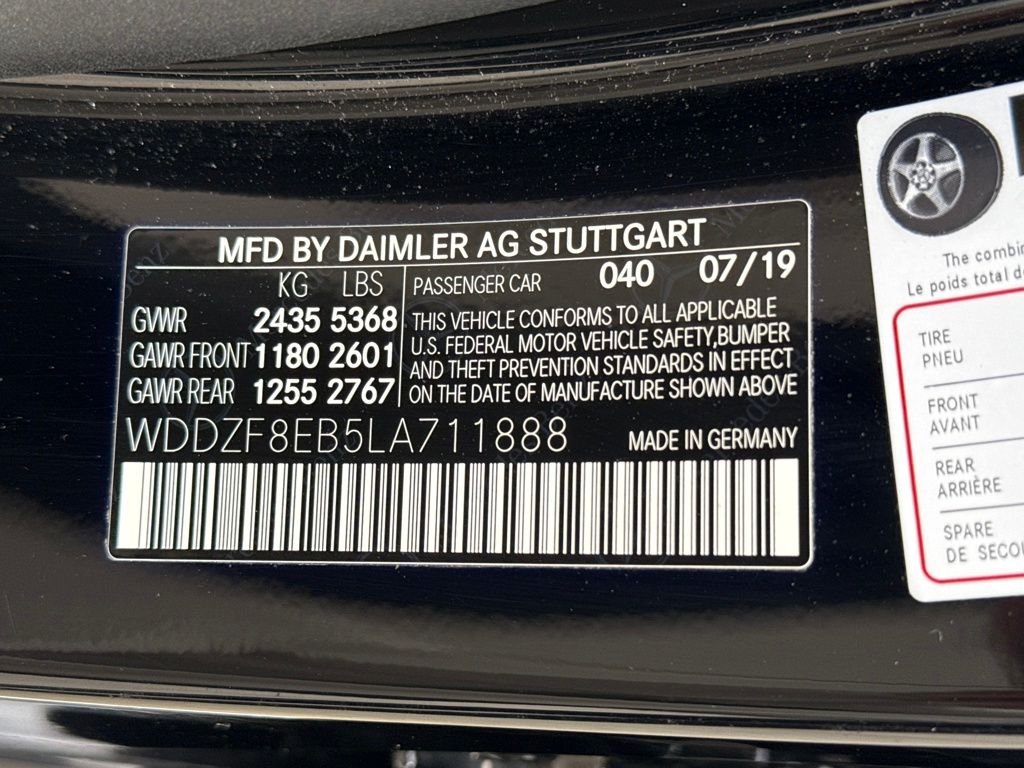 MFD BY DAIMLER AG STUTTGART
KG LBS
GVWR 2435 5368
GAWR FRONT 1180 2601
GAWR REAR 1255 2767
PASSENGER CAR 040 07/19
THIS VEHICLE CONFORMS TO ALL APPLICABLE
U.S. FEDERAL MOTOR VEHICLE SAFETY, BUMPER
AND THEFT PREVENTION STANDARDS IN EFFECT
ON THE DATE OF MANUFACTURE SHOWN ABOVE
WDDZF8EB5LA711888 MADE IN GERMANY
The combin
Le poids total d
TIRE
PNEU
FRONT
AVANT
REAR
ARRIÈRE
SPARE
DE SECO